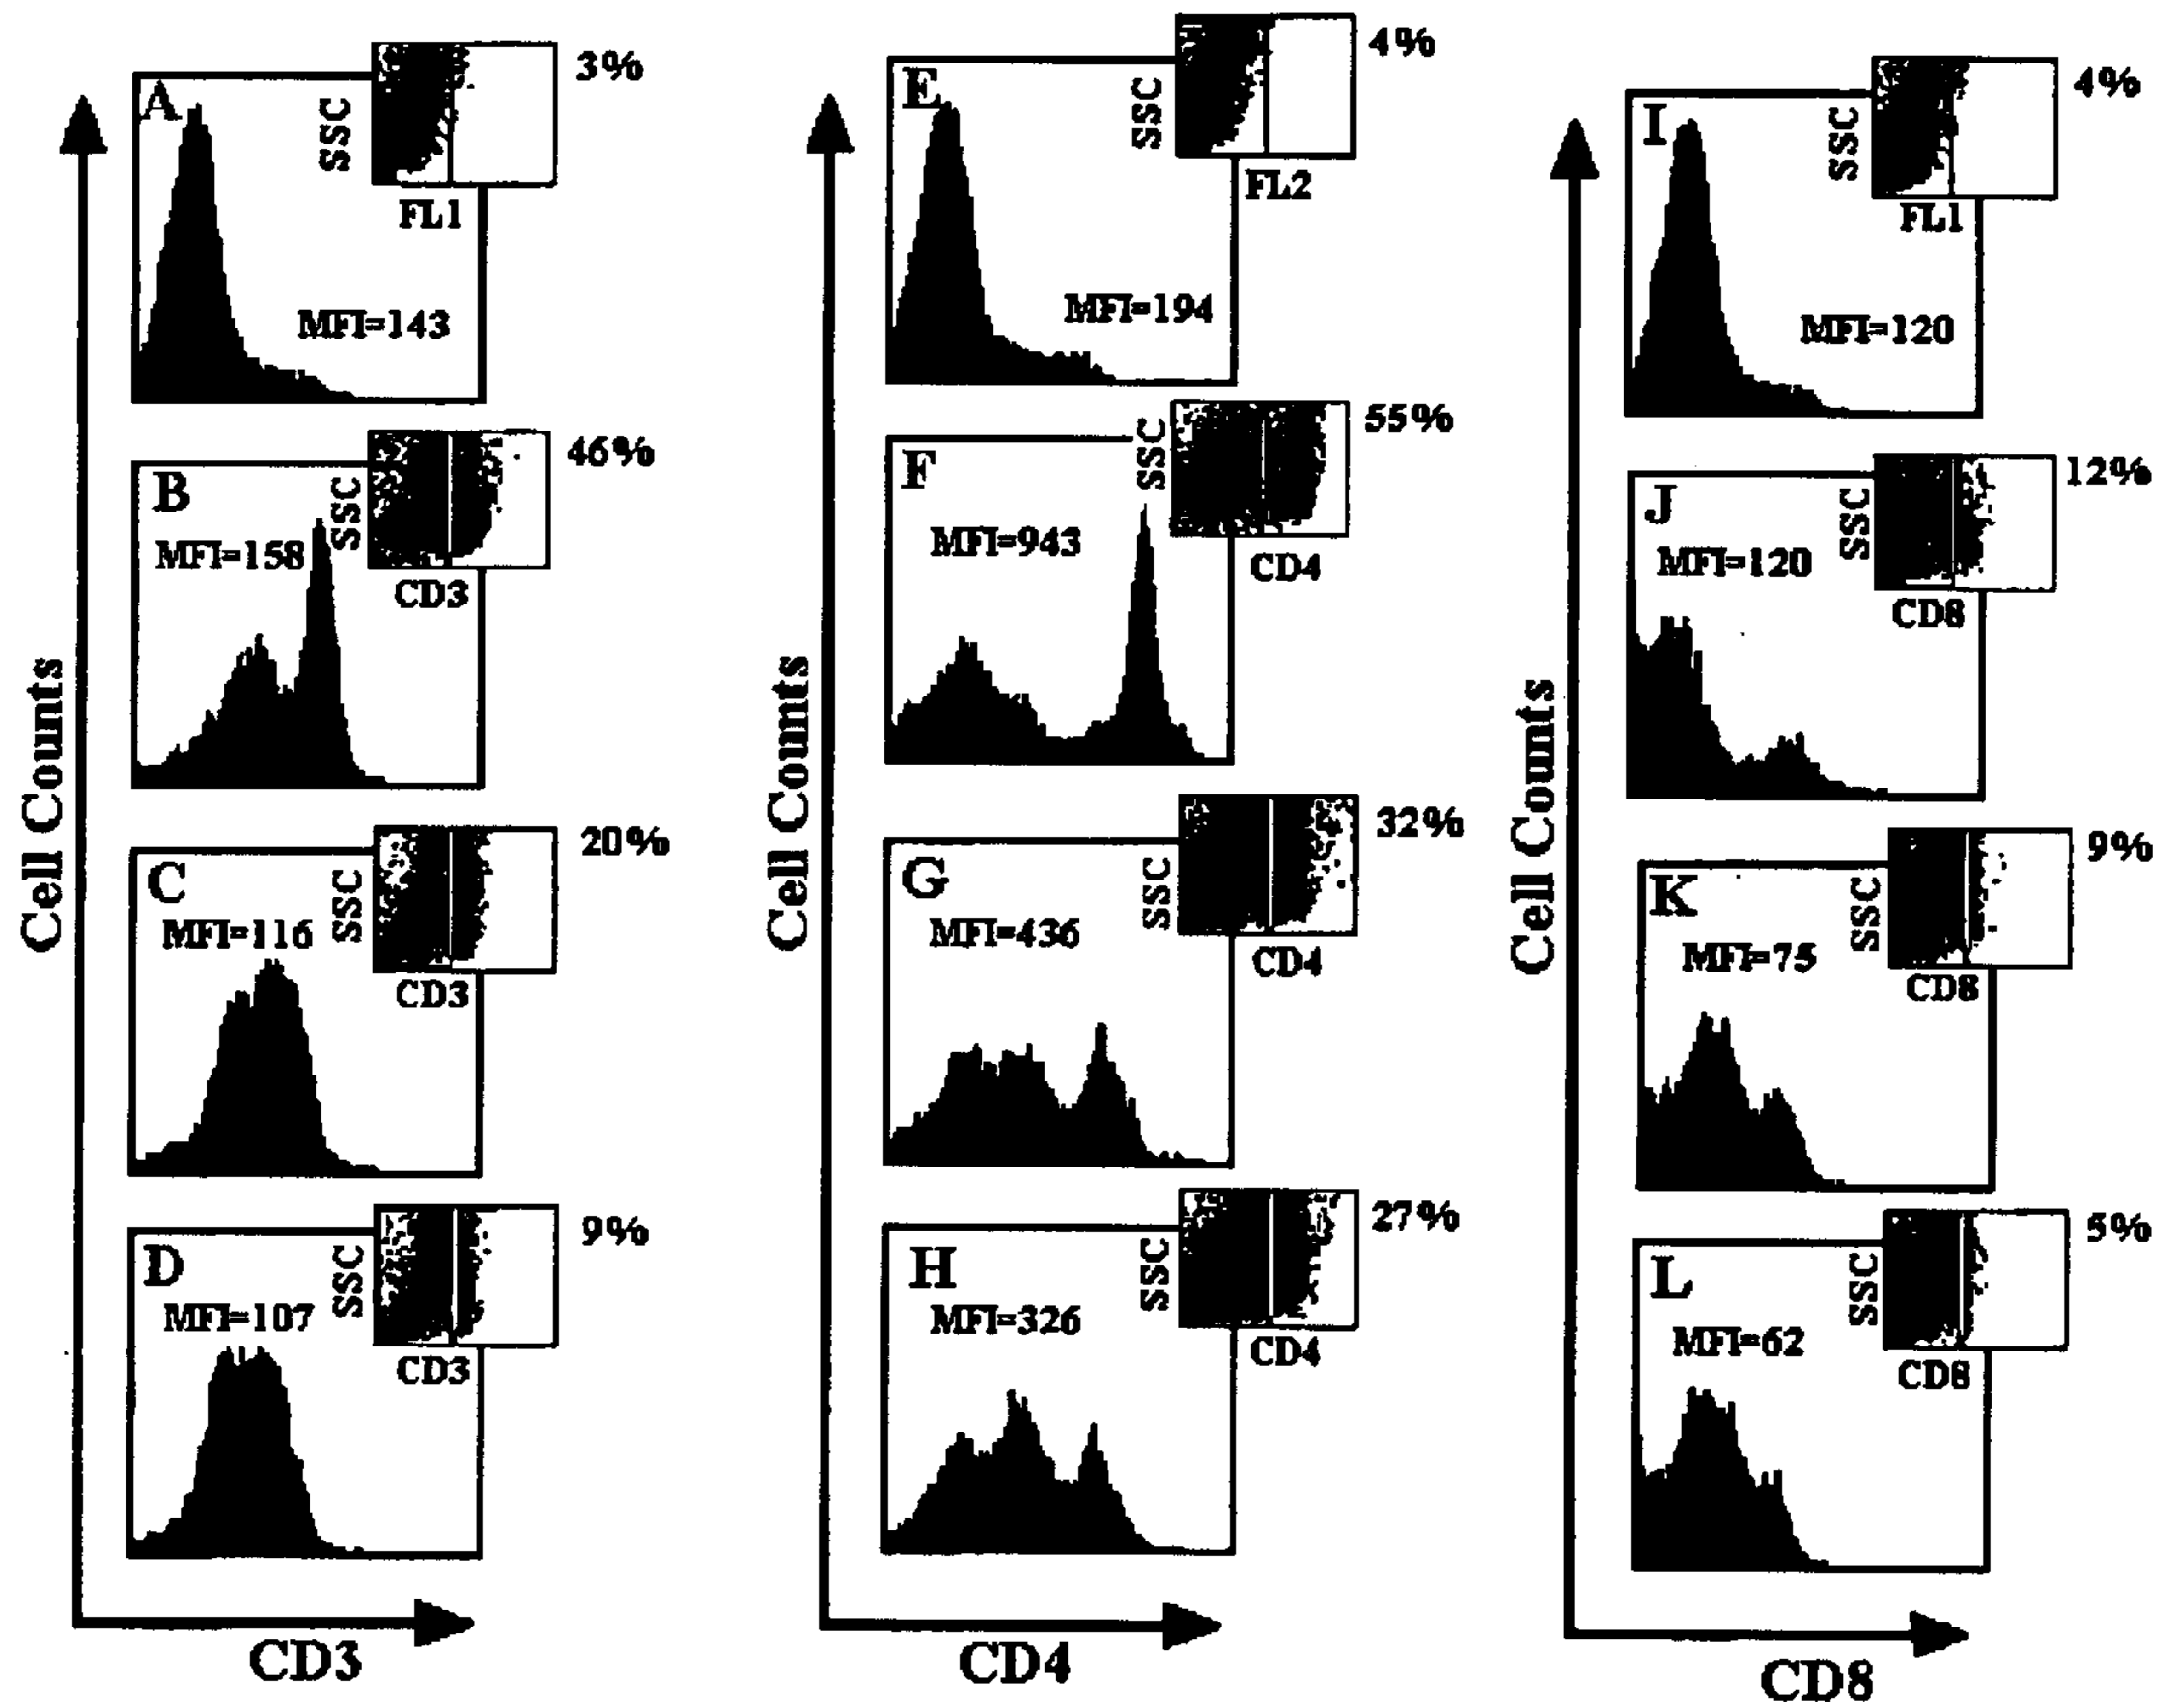 A
SSC
3%
FL1
MFI=143
B
SSC
46%
MFI=158
CD3
C
SSC
20%
MFI=116
CD3
D
SSC
9%
MFI=107
CD3
Cell Counts
CD3
E
SSC
4%
FL2
MFI=194
F
SSC
55%
MFI=943
CD4
G
SSC
32%
MFI=436
CD4
H
SSC
27%
MFI=326
CD4
Cell Counts
CD4
I
SSC
4%
FL1
MFI=120
J
SSC
12%
MFI=120
CD8
K
SSC
9%
MFI=75
CD8
L
SSC
5%
MFI=62
CD8
Cell Counts
CD8